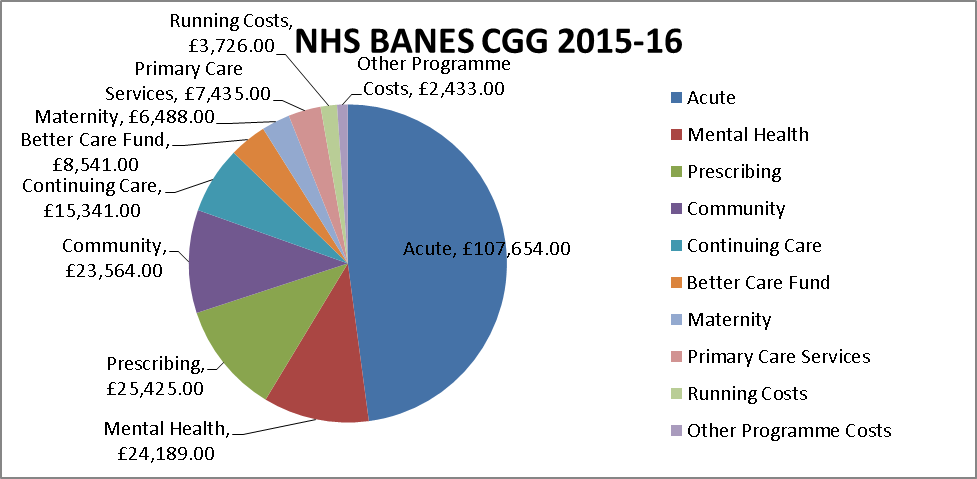 NHS BANES CGG 2015-16
Running Costs,
£3,726.00
Other Programme
Costs, £2,433.00
Primary Care
Services, £7,435.00
Maternity, £6,488.00
Better Care Fund,
£8,541.00
Continuing Care,
£15,341.00
Community,
£23,564.00
Acute, £107,654.00
Prescribing,
£25,425.00
Mental Health,
£24,189.00
Acute
Mental Health
Prescribing
Community
Continuing Care
Better Care Fund
Maternity
Primary Care Services
Running Costs
Other Programme Costs